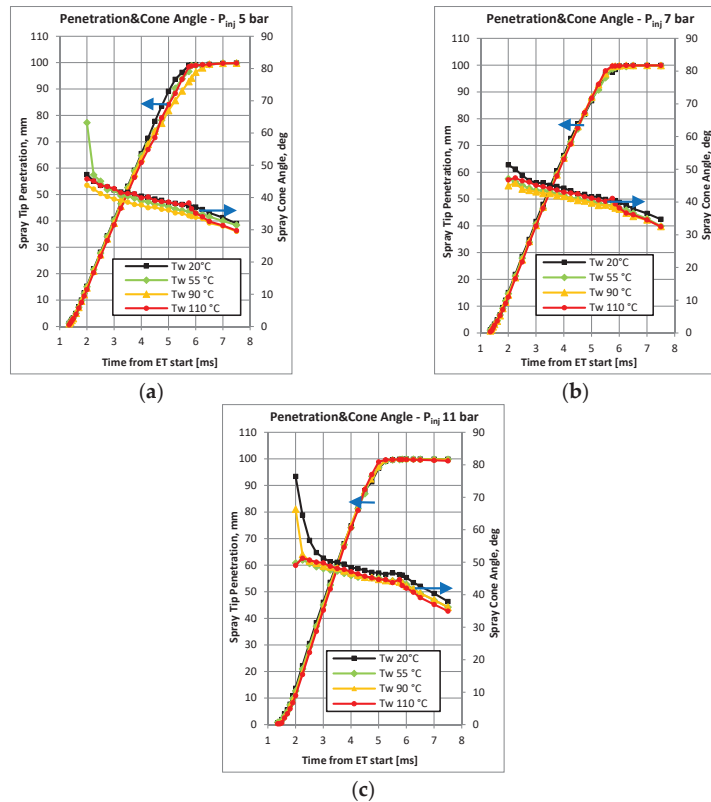 Penetration&Cone Angle - Pinj 5 bar
Spray Tip Penetration, mm
110
100
90
80
70
60
50
40
30
20
10
0
90
80
70
60
50
40
30
20
10
0
Spray Cone Angle, deg
Tw 20°C
Tw 55 °C
Tw 90 °C
Tw 110 °C
1 2 3 4 5 6 7 8
Time from ET start [ms]
(a)
Penetration&Cone Angle - Pinj 7 bar
Spray Tip Penetration, mm
110
100
90
80
70
60
50
40
30
20
10
0
90
80
70
60
50
40
30
20
10
0
Spray Cone Angle, deg
Tw 20°C
Tw 55 °C
Tw 90 °C
Tw 110 °C
1 2 3 4 5 6 7 8
Time from ET start [ms]
(b)
Penetration&Cone Angle - Pinj 11 bar
Spray Tip Penetration, mm
110
100
90
80
70
60
50
40
30
20
10
0
90
80
70
60
50
40
30
20
10
0
Spray Cone Angle, deg
Tw 20°C
Tw 55 °C
Tw 90 °C
Tw 110 °C
1 2 3 4 5 6 7 8
Time from ET start [ms]
(c)